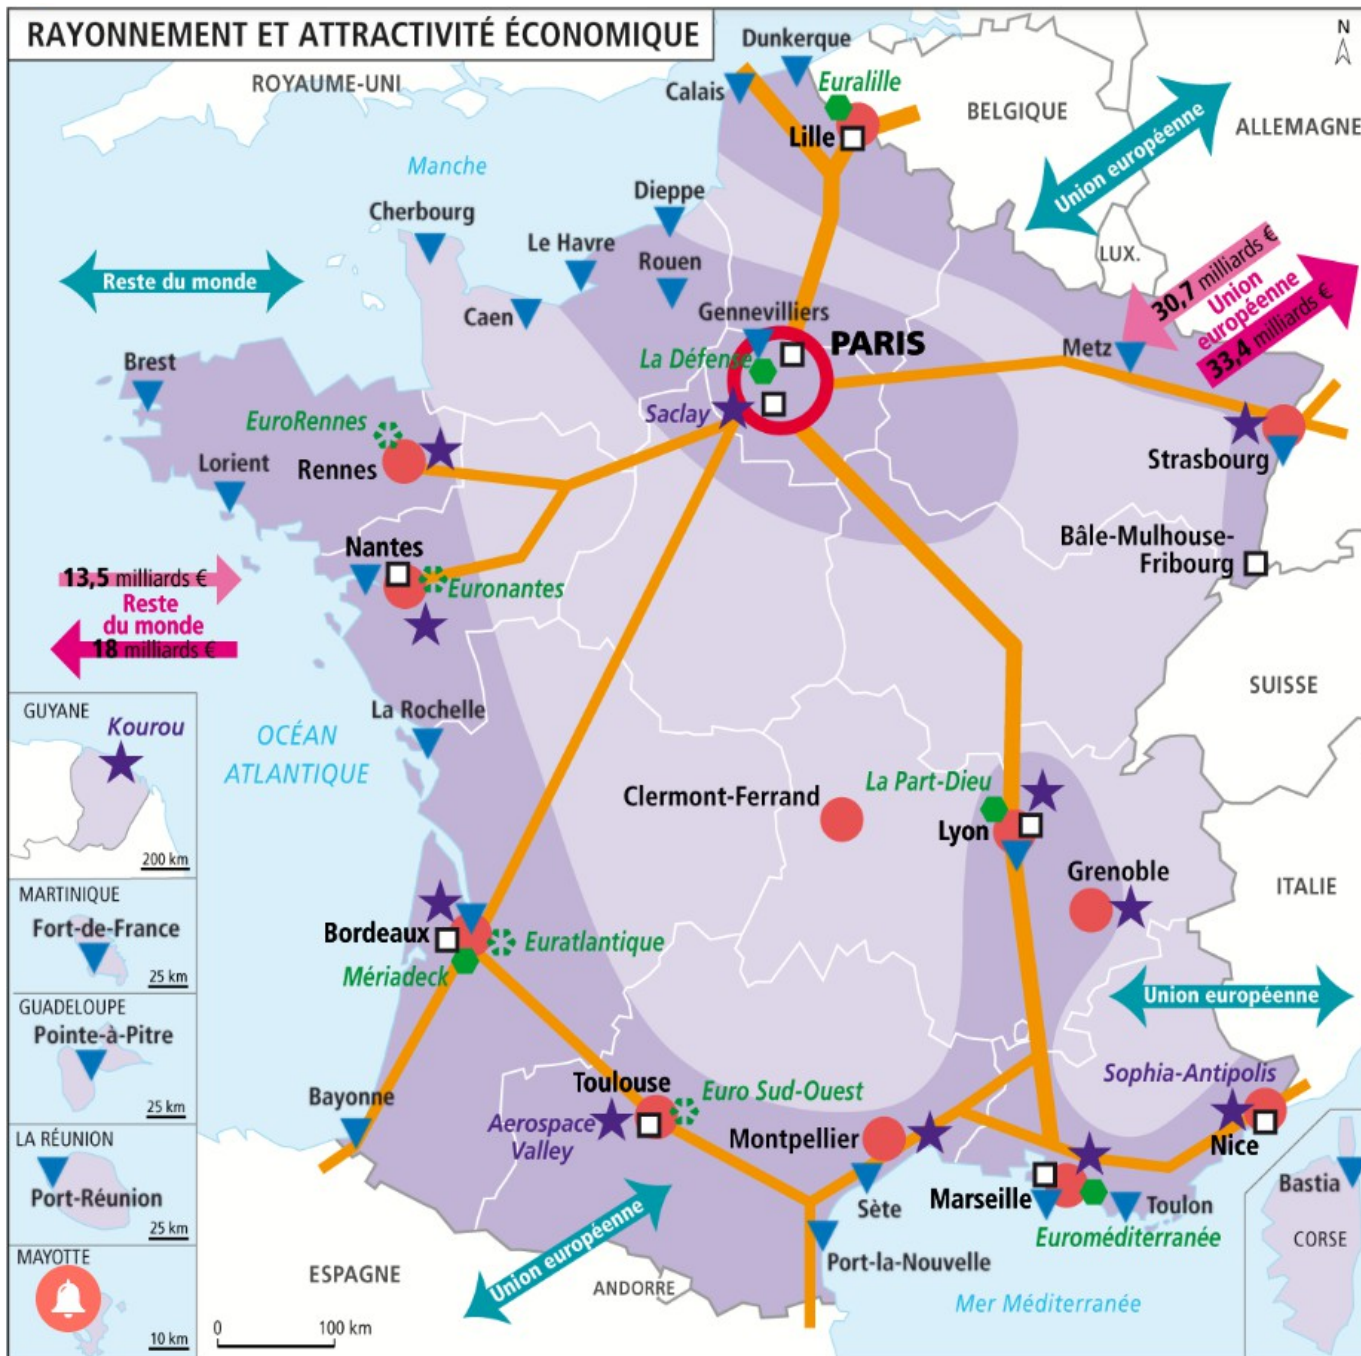 RAYONNEMENT ET ATTRACTIVITÉ ÉCONOMIQUE
N
ROYAUME-UNI
Dunkerque
Calais
Euralille
Lille
BELGIQUE
Union européenne
ALLEMAGNE
Manche
Cherbourg
Dieppe
Le Havre
Rouen
Caen
Gennevilliers
La Défense
PARIS
Saclay
LUX.
30,7 milliards €
Union
européenne
33,4 milliards €
Metz
Strasbourg
Reste du monde
Brest
EuroRennes
Rennes
Lorient
Nantes
Euronantes
Bâle-Mulhouse-
Fribourg
13,5 milliards €
Reste
du monde
18 milliards €
SUISSE
La Rochelle
OCÉAN
ATLANTIQUE
Clermont-Ferrand
La Part-Dieu
Lyon
Grenoble
ITALIE
Bordeaux
Euratlantique
Mériadeck
Union européenne
Bayonne
Toulouse
Euro Sud-Ouest
Aerospace
Valley
Montpellier
Sophia-Antipolis
Nice
Marseille
Toulon
Sète
Euroméditerranée
Port-la-Nouvelle
Union européenne
ESPAGNE
ANDORRE
Mer Méditerranée
Bastia
CORSE
0
100 km
GUYANE
Kourou
200 km
MARTINIQUE
Fort-de-France
25 km
GUADELOUPE
Pointe-à-Pitre
25 km
LA RÉUNION
Port-Réunion
25 km
MAYOTTE
10 km